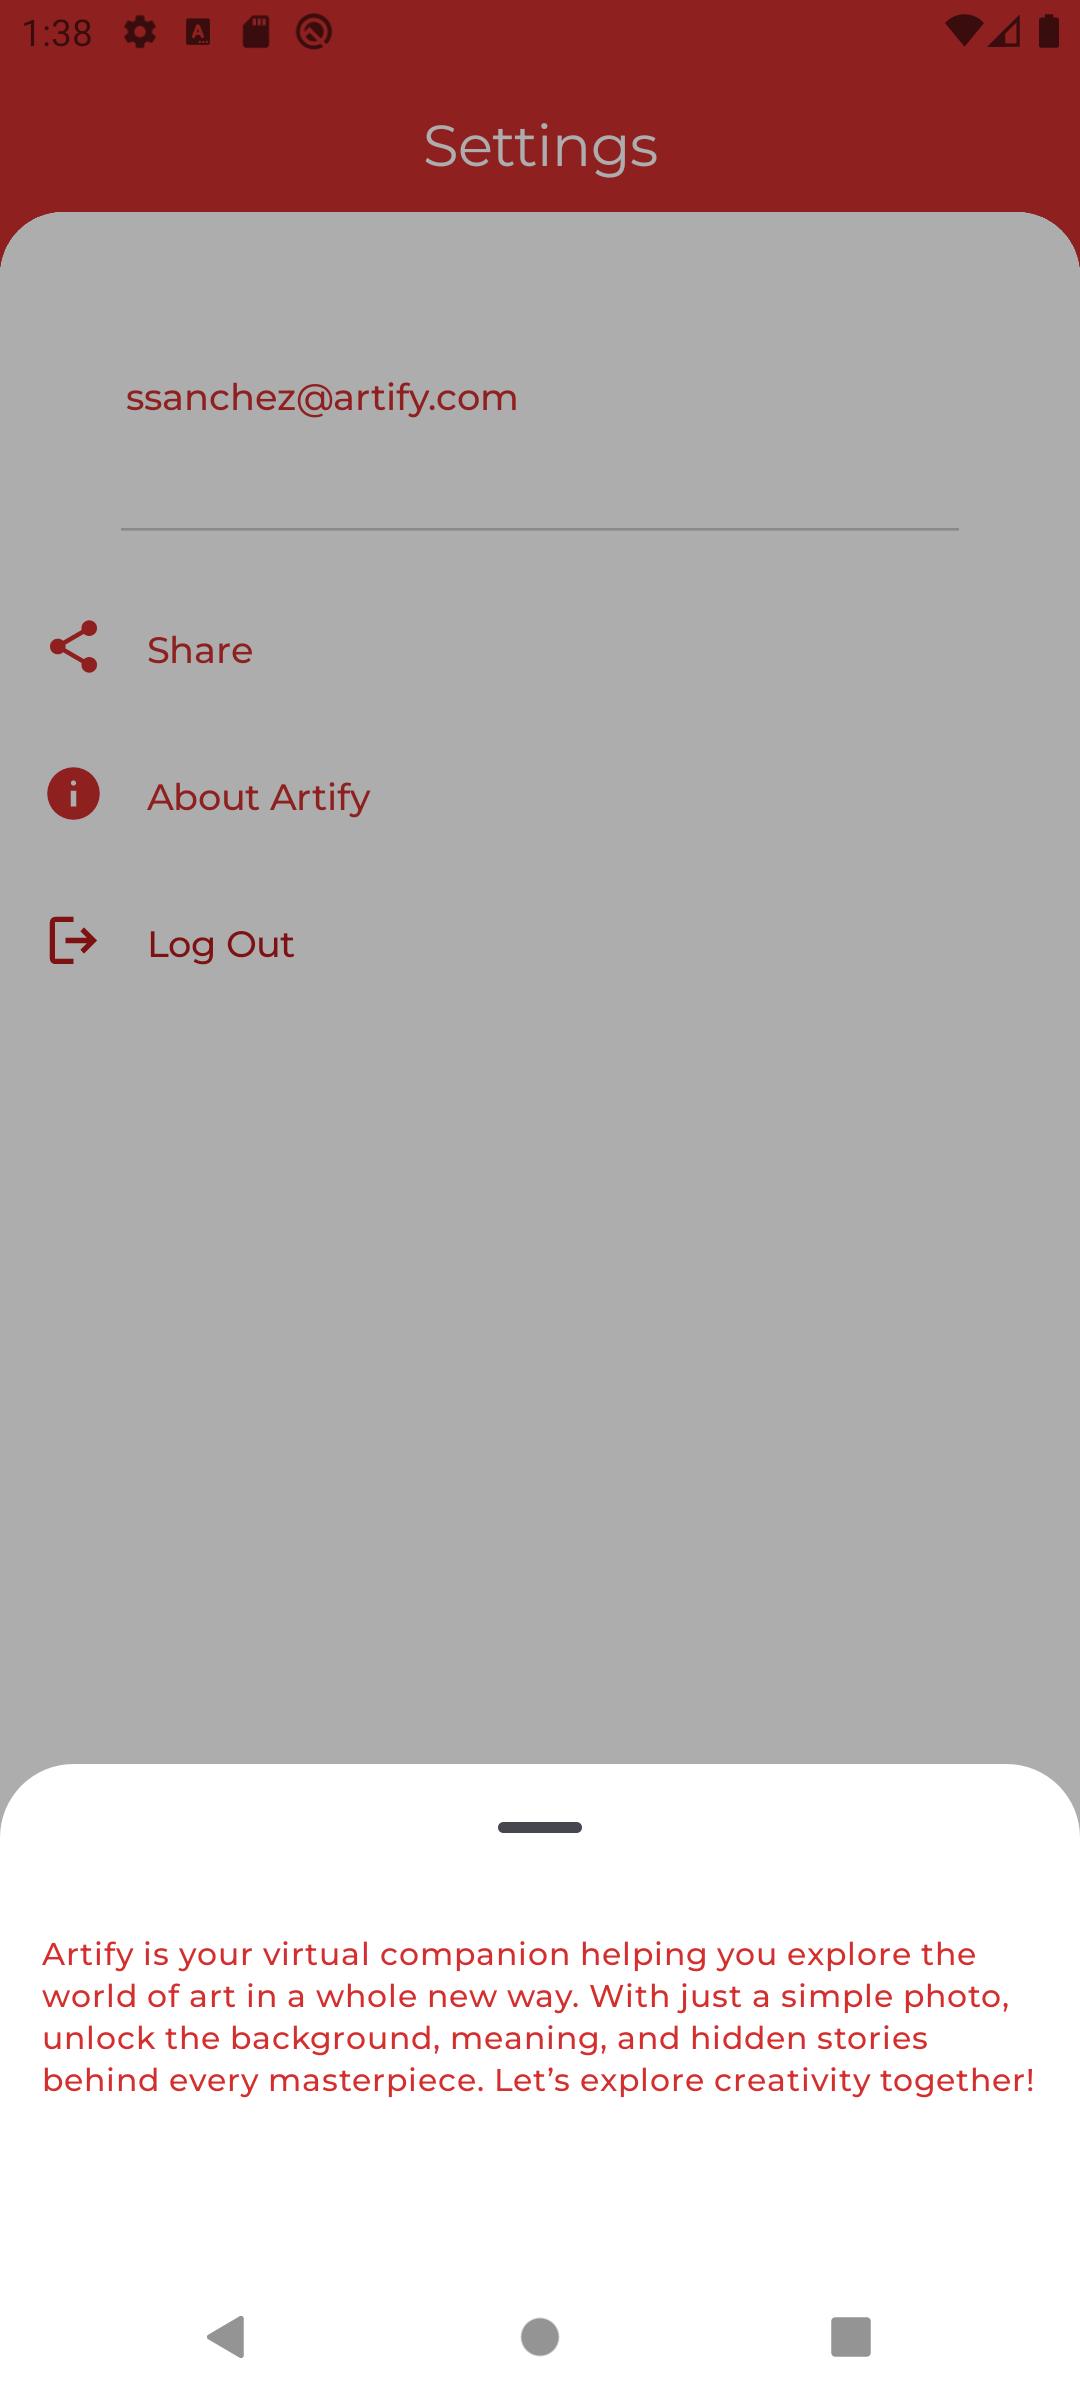 1:38
Settings
ssanchez@artify.com
Share
About Artify
Log Out
Artify is your virtual companion helping you explore the
world of art in a whole new way. With just a simple photo,
unlock the background, meaning, and hidden stories
behind every masterpiece. Let’s explore creativity together!